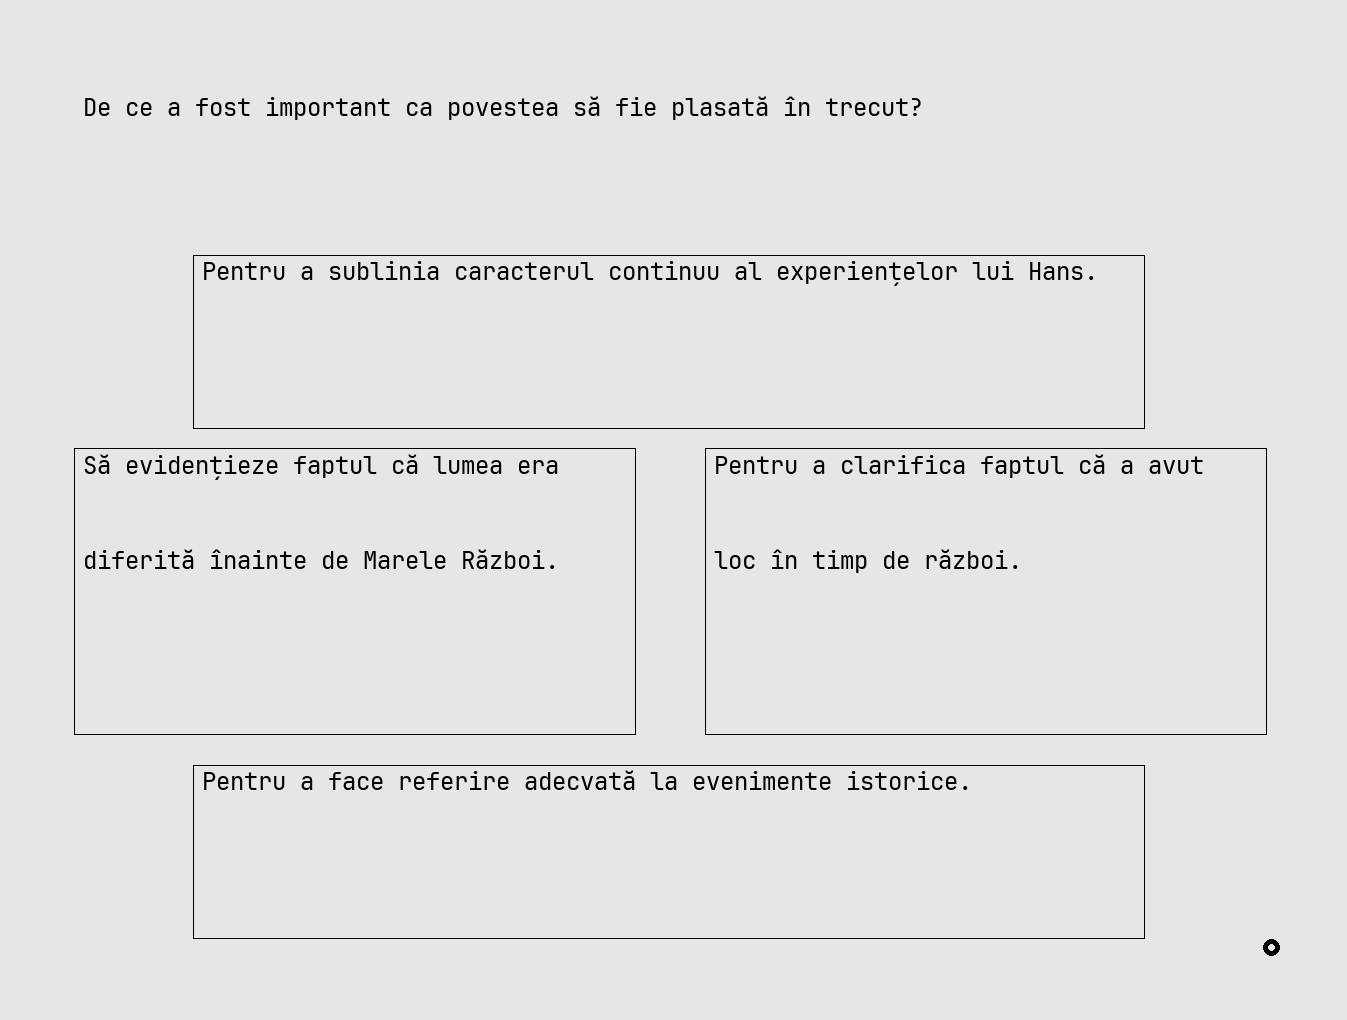 De ce a fost important ca povestea să fie plasată în trecut?
Pentru a sublinia caracterul continuu al experiențelor lui Hans.
Să evidențieze faptul că lumea era
diferită înainte de Marele Război.
Pentru a clarifica faptul că a avut
loc în timp de război.
Pentru a face referire adecvată la evenimente istorice.